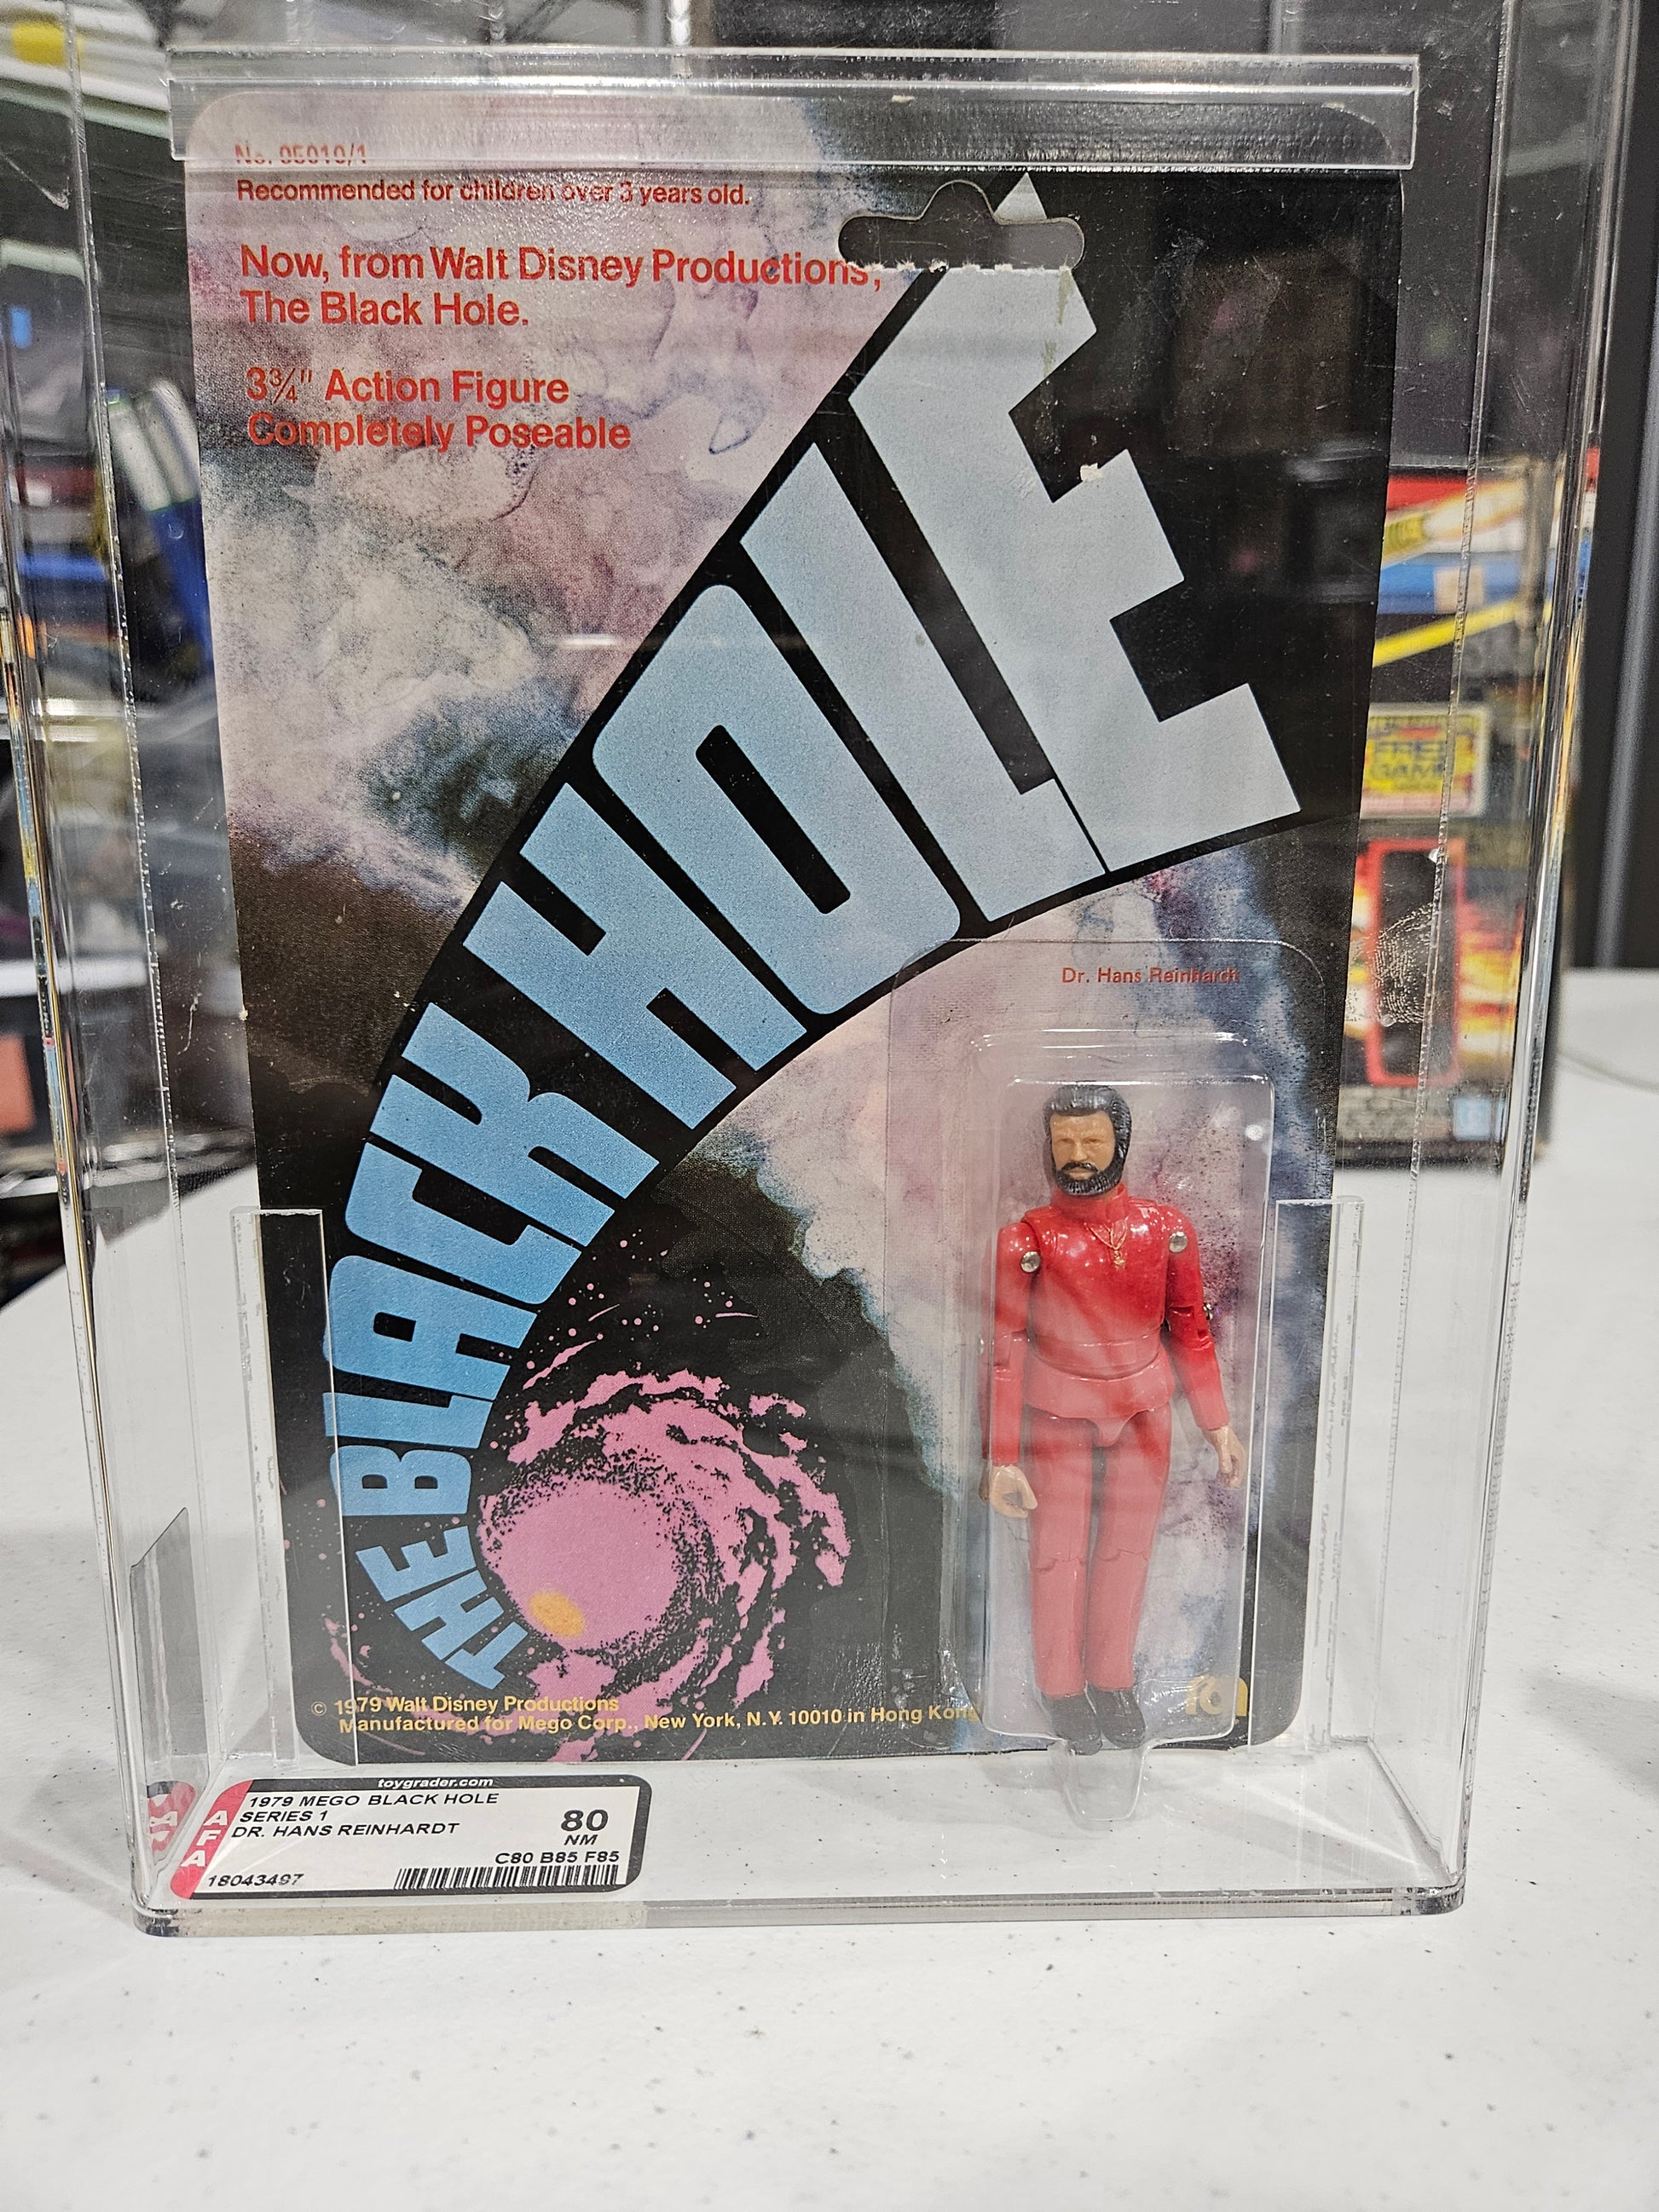 No. 95010/1
Recommended for children over 3 years old.
Now, from Walt Disney Productions,
The Black Hole.
3¾" Action Figure
Completely Poseable
THE BLACK HOLE
Dr. Hans Reinhardt
© 1979 Walt Disney Productions
Manufactured for Mego Corp., New York, N.Y. 10010 in Hong Kong
toygrader.com
AFA
1979 MEGO BLACK HOLE
SERIES 1
DR. HANS REINHARDT
80
NM
C80 B85 F85
18043497
FREE
GAME